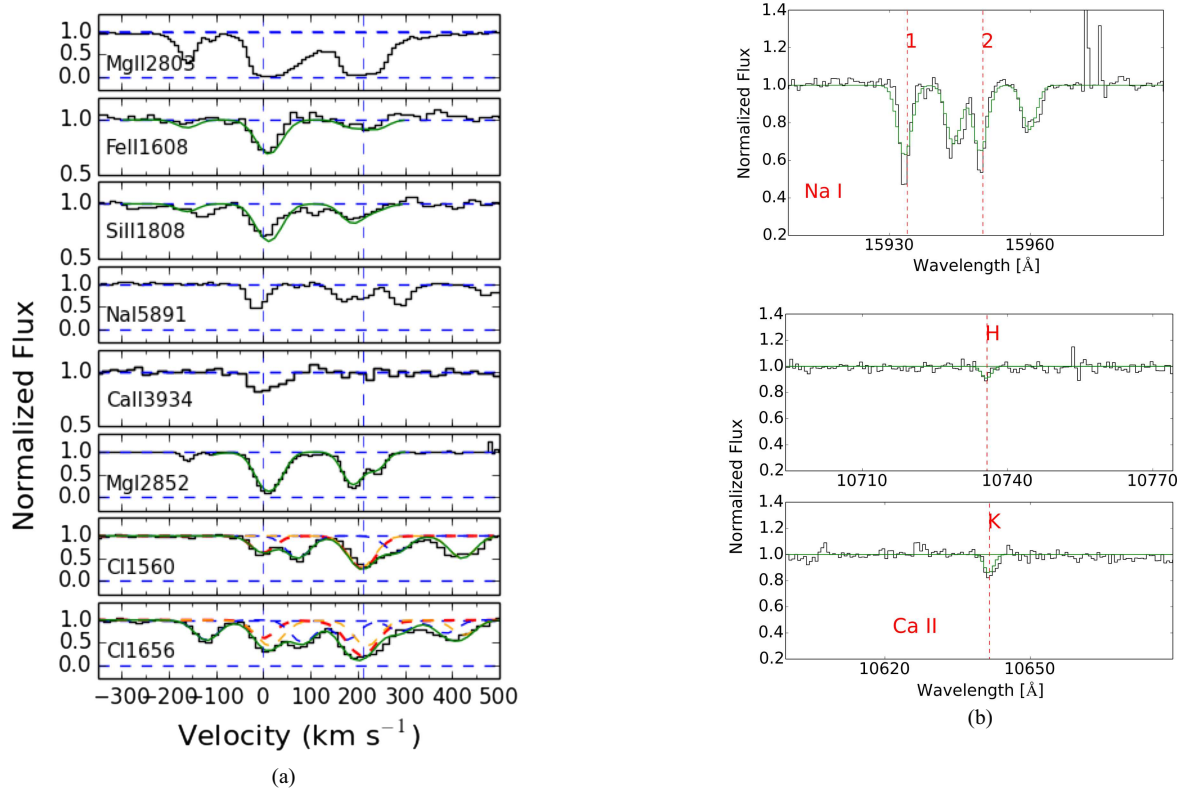 Normalized Flux
1.0
0.5
0.0
MgII2803
1.0
0.5
FeII1608
1.0
0.5
SiII1808
1.0
0.5
0.0
NaI5891
1.0
0.5
CaII3934
1.0
0.5
0.0
MgI2852
1.0
0.5
0.0
CI1560
1.0
0.5
0.0
CI1656
−300 −200 −100 0 100 200 300 400 500
Velocity (km s−1)
(a)
Normalized Flux
1.4
1.2
1.0
0.8
0.6
0.4
0.2
1 2
Na I
15930 15960
Wavelength [Å]
Normalized Flux
1.4
1.2
1.0
0.8
0.6
0.4
0.2
H
10710 10740 10770
1.4
1.2
1.0
0.8
0.6
0.4
0.2
K
Ca II
10620 10650
Wavelength [Å]
(b)